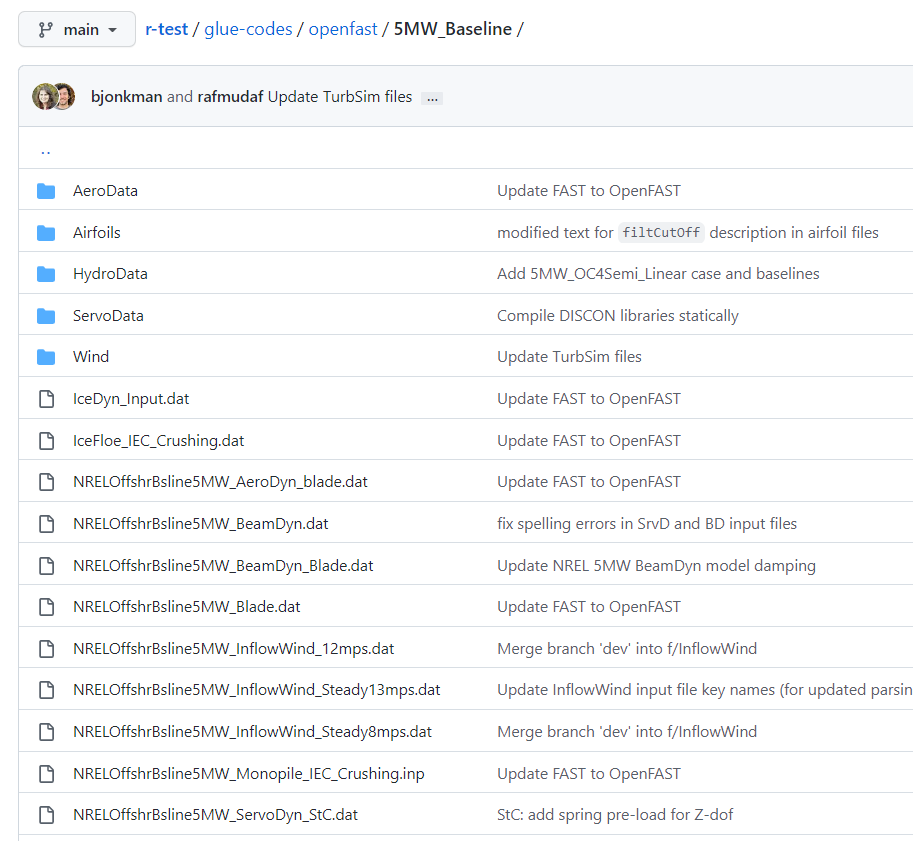 main r-test / glue-codes / openfast / 5MW_Baseline /
bjonkman and rafmudaf Update TurbSim files ...
..
AeroData Update FAST to OpenFAST
Airfoils modified text for filtCutOff description in airfoil files
HydroData Add 5MW_OC4Semi_Linear case and baselines
ServoData Compile DISCON libraries statically
Wind Update TurbSim files
IceDyn_Input.dat Update FAST to OpenFAST
IceFloe_IEC_Crushing.dat Update FAST to OpenFAST
NRELOffshrBsline5MW_AeroDyn_blade.dat Update FAST to OpenFAST
NRELOffshrBsline5MW_BeamDyn.dat fix spelling errors in SrvD and BD input files
NRELOffshrBsline5MW_BeamDyn_Blade.dat Update NREL 5MW BeamDyn model damping
NRELOffshrBsline5MW_Blade.dat Update FAST to OpenFAST
NRELOffshrBsline5MW_InflowWind_12mps.dat Merge branch 'dev' into f/InflowWind
NRELOffshrBsline5MW_InflowWind_Steady13mps.dat Update InflowWind input file key names (for updated parsin
NRELOffshrBsline5MW_InflowWind_Steady8mps.dat Merge branch 'dev' into f/InflowWind
NRELOffshrBsline5MW_Monopile_IEC_Crushing.inp Update FAST to OpenFAST
NRELOffshrBsline5MW_ServoDyn_StC.dat StC: add spring pre-load for Z-dof